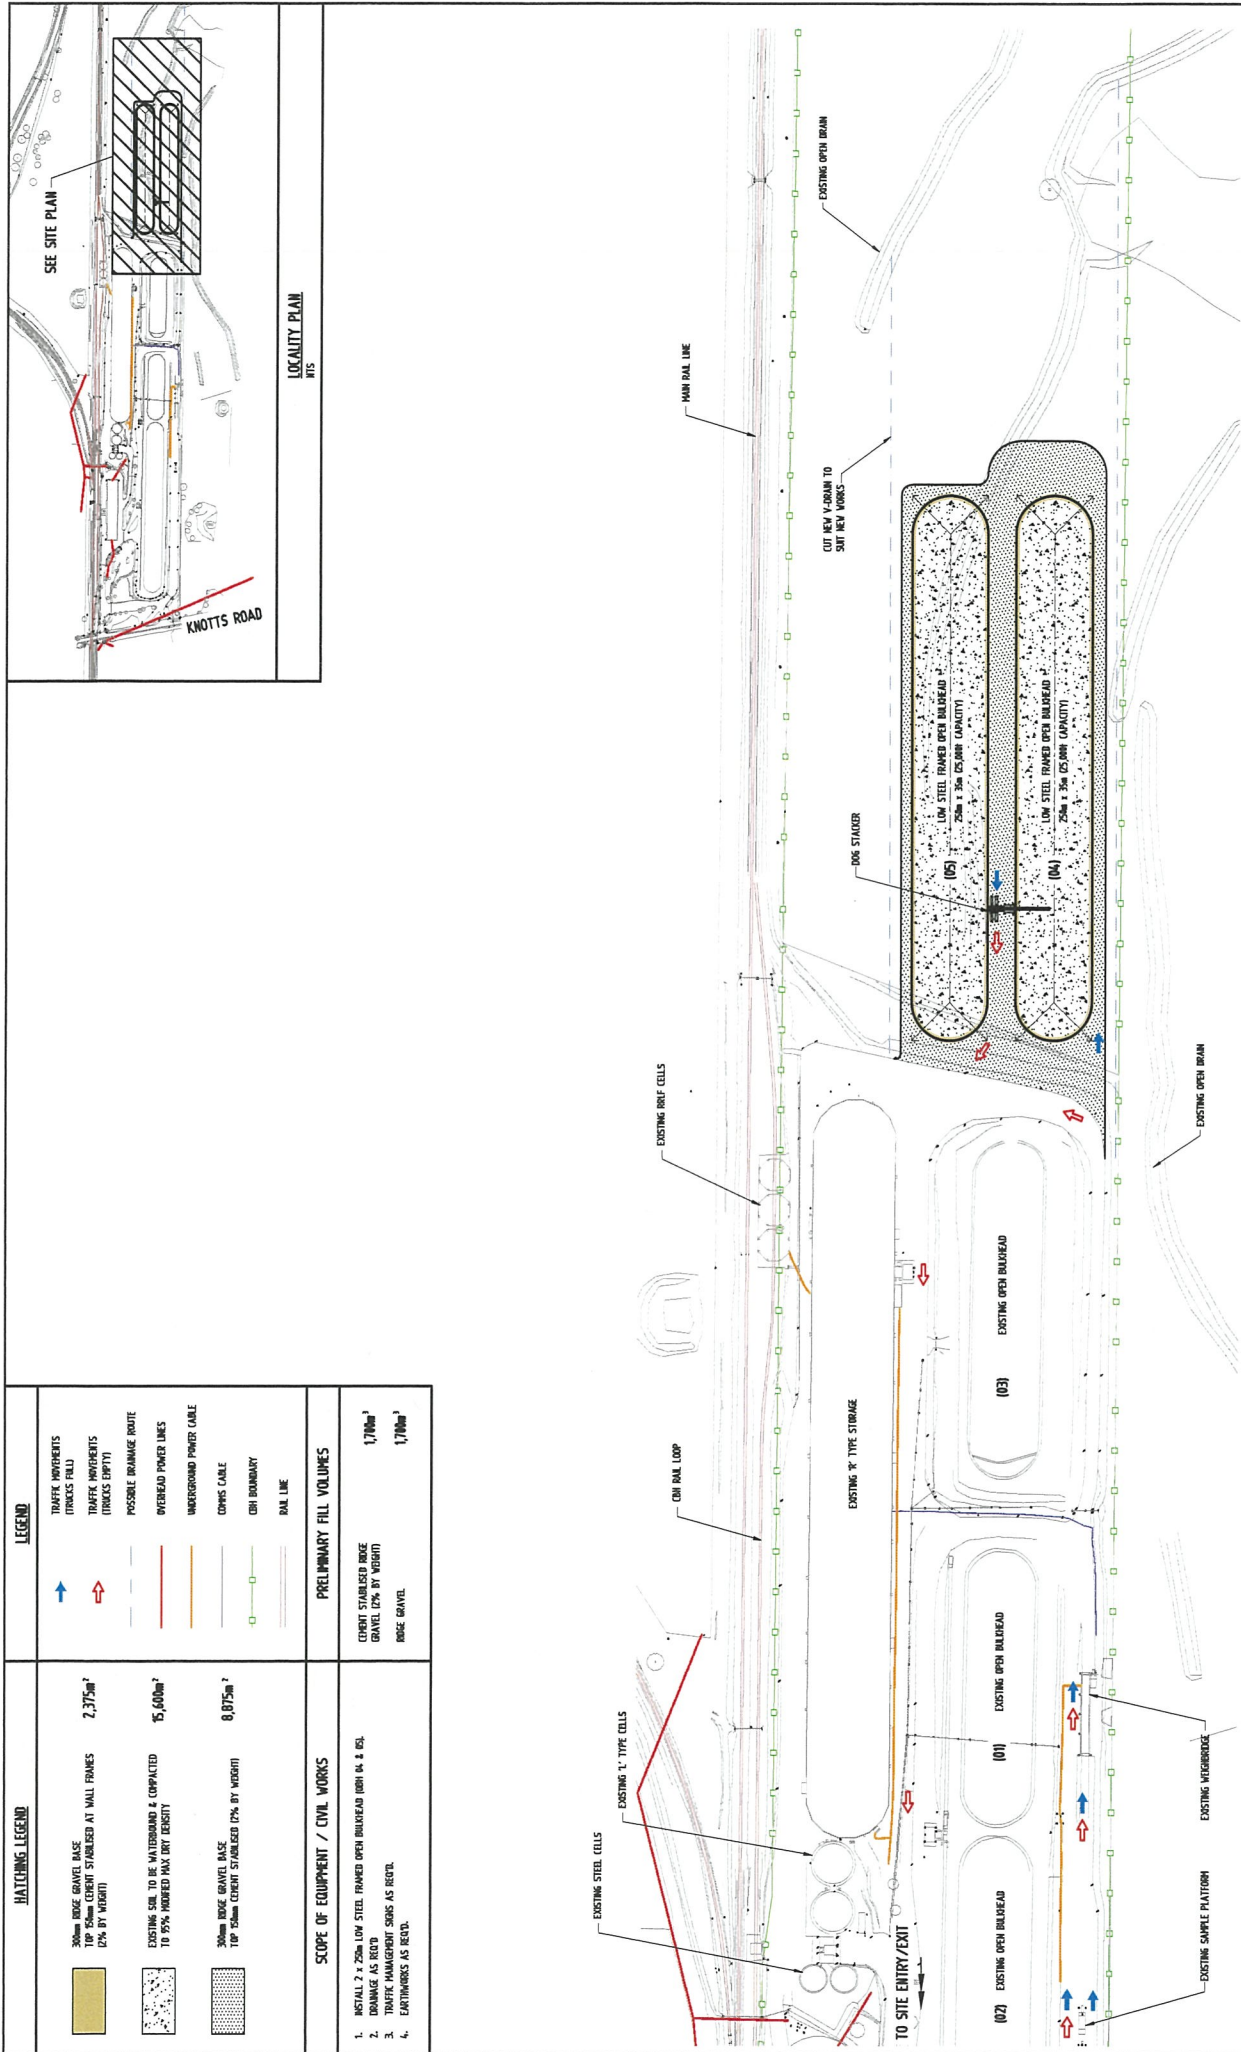 HATCHING LEGEND
300mm RIDGE GRAVEL BASE
TOP 150mm CEMENT STABILISED AT WALL FRAMES
(2% BY WEIGHT)
2,375m²
EXISTING SOIL TO BE WATERBOUND & COMPACTED
TO 95% MODIFIED MAX DRY DENSITY
15,600m²
300mm RIDGE GRAVEL BASE
TOP 150mm CEMENT STABILISED (2% BY WEIGHT)
8,875m²
LEGEND
TRAFFIC MOVEMENTS
(TRUCKS FULL)
TRAFFIC MOVEMENTS
(TRUCKS EMPTY)
POSSIBLE DRAINAGE ROUTE
OVERHEAD POWER LINES
UNDERGROUND POWER CABLE
COMMS CABLE
CBH BOUNDARY
RAIL LINE
SCOPE OF EQUIPMENT / CIVIL WORKS
1. INSTALL 2 x 250m LOW STEEL FRAMED OPEN BULKHEAD (OBH 04 & 05).
2. DRAINAGE AS REQ'D
3. TRAFFIC MANAGEMENT SIGNS AS REQ'D.
4. EARTHWORKS AS REQ'D.
PRELIMINARY FILL VOLUMES
CEMENT STABILISED RIDGE
GRAVEL (2% BY WEIGHT)
1,700m³
RIDGE GRAVEL
1,700m³
SEE SITE PLAN
KNOTTS ROAD
LOCALITY PLAN
NTS
EXISTING STEEL CELLS
EXISTING 'L' TYPE CELLS
CBH RAIL LOOP
EXISTING RRLF CELLS
MAIN RAIL LINE
DOG STACKER
CUT NEW V-DRAIN TO
SUIT NEW WORKS
EXISTING OPEN DRAIN
EXISTING 'R' TYPE STORAGE
TO SITE ENTRY/EXIT
(02) EXISTING OPEN BULKHEAD
(01) EXISTING OPEN BULKHEAD
(03) EXISTING OPEN BULKHEAD
(05)
LOW STEEL FRAMED OPEN BULKHEAD
250m x 35m (25,000t CAPACITY)
(04)
LOW STEEL FRAMED OPEN BULKHEAD
250m x 35m (25,000t CAPACITY)
EXISTING SAMPLE PLATFORM
EXISTING WEIGHBRIDGE
EXISTING OPEN DRAIN